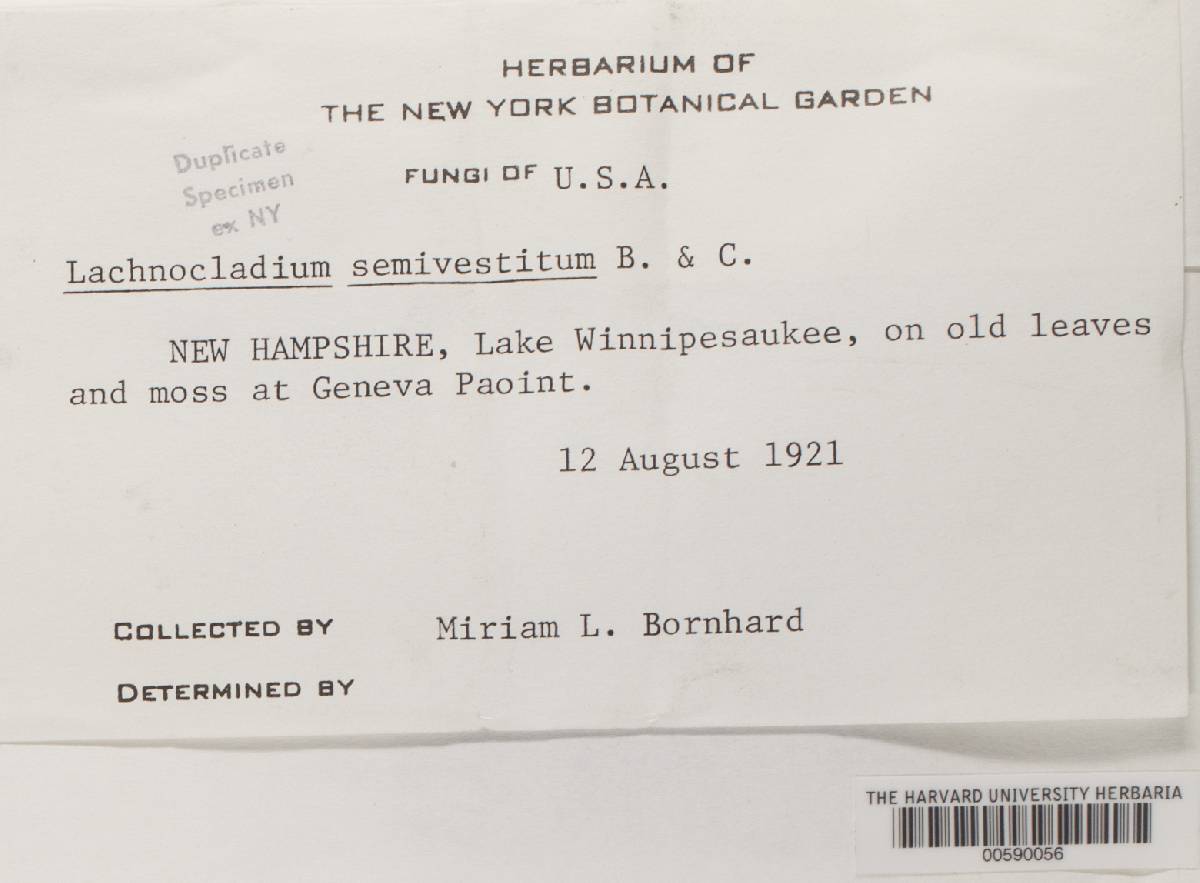 HERBARIUM OF
THE NEW YORK BOTANICAL GARDEN
Duplicate
Specimen
ex NY
FUNGI OF U.S.A.
Lachnocladium semivestitum B. & C.
NEW HAMPSHIRE, Lake Winnipesaukee, on old leaves
and moss at Geneva Paoint.
12 August 1921
COLLECTED BY Miriam L. Bornhard
DETERMINED BY
THE HARVARD UNIVERSITY HERBARIA
00590056